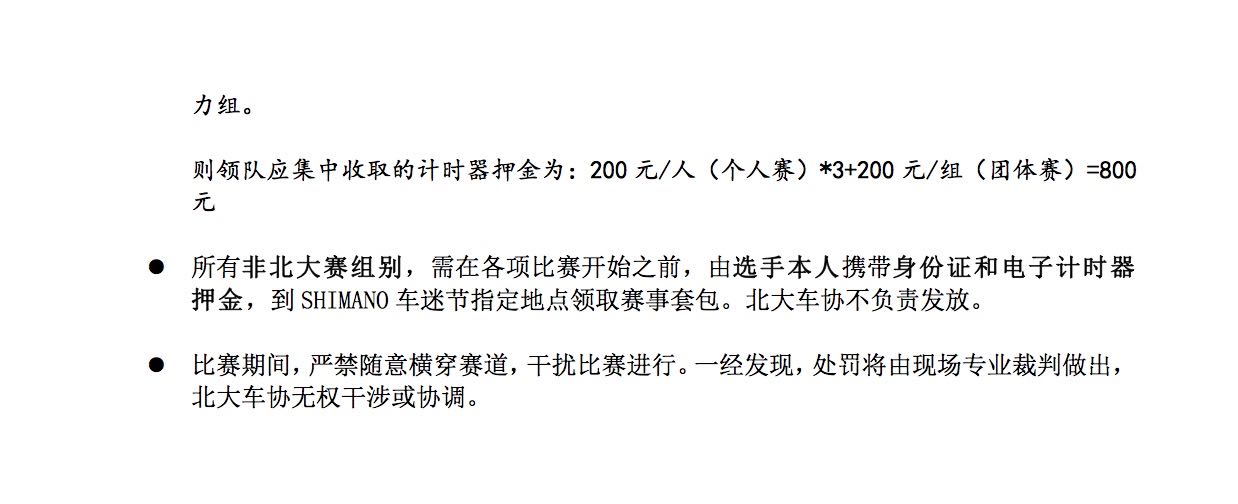 力组。
则领队应集中收取的计时器押金为：200 元/人（个人赛）*3+200 元/组（团体赛）=800
元
● 所有非北大赛组别，需在各项比赛开始之前，由选手本人携带身份证和电子计时器
押金，到 SHIMANO 车迷节指定地点领取赛事套包。北大车协不负责发放。
● 比赛期间，严禁随意横穿赛道，干扰比赛进行。一经发现，处罚将由现场专业裁判做出，
北大车协无权干涉或协调。